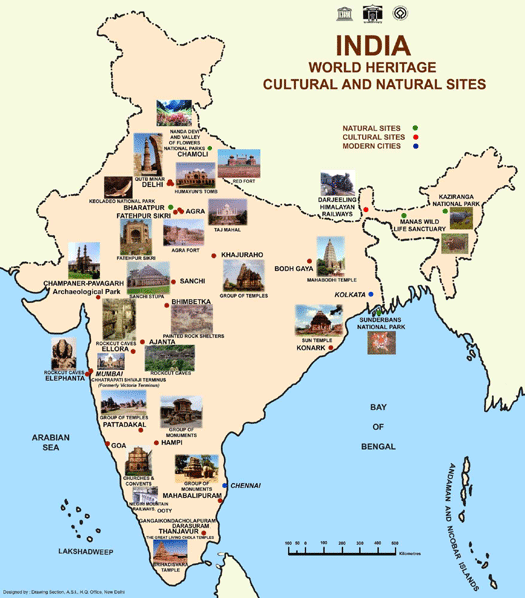 INDIA
WORLD HERITAGE
CULTURAL AND NATURAL SITES
NATURAL SITES
CULTURAL SITES
MODERN CITIES
NANDA DEVI
AND VALLEY
OF FLOWERS
NATIONAL PARKS
CHAMOLI
QUTB MINAR
DELHI
HUMAYUN'S TOMB
RED FORT
KEOLADEO NATIONAL PARK
BHARATPUR
FATEHPUR SIKRI
AGRA
TAJ MAHAL
AGRA FORT
FATEHPUR SIKRI
DARJEELING
HIMALAYAN
RAILWAYS
KAZIRANGA
NATIONAL PARK
MANAS WILD
LIFE SANCTUARY
KHAJURAHO
GROUP OF TEMPLES
BODH GAYA
MAHABODHI TEMPLE
CHAMPANER-PAVAGARH
Archaeological Park
SANCHI
SANCHI STUPA
BHIMBETKA
PAINTED ROCK SHELTERS
KOLKATA
SUNDERBANS
NATIONAL PARK
SUN TEMPLE
KONARK
ROCKCUT CAVES
ELLORA
AJANTA
ROCKCUT CAVES
ROCKCUT CAVES
ELEPHANTA
MUMBAI
CHHATRAPATI SHIVAJI TERMINUS
(Formerly Victoria Terminus)
GROUP OF TEMPLES
PATTADAKAL
GROUP OF
MONUMENTS
GOA
HAMPI
CHURCHES &
CONVENTS
GROUP OF
MONUMENTS
MAHABALIPURAM
CHENNAI
NILGIRI MOUNTAIN
RAILWAYS
OOTY
GANGAIKONDACHOLAPURAM
DARASURAM
THANJAVUR
THE GREAT LIVING CHOLA TEMPLES
BRIHADISVARA
TAMPLE
ARABIAN
SEA
BAY
OF
BENGAL
LAKSHADWEEP
ANDAMAN AND NICOBAR ISLANDS
100 50 0 100 200 300 400 500 600
Kilometres
Designed by : Drawing Section, A.S.I., H.Q. Office, New Delhi